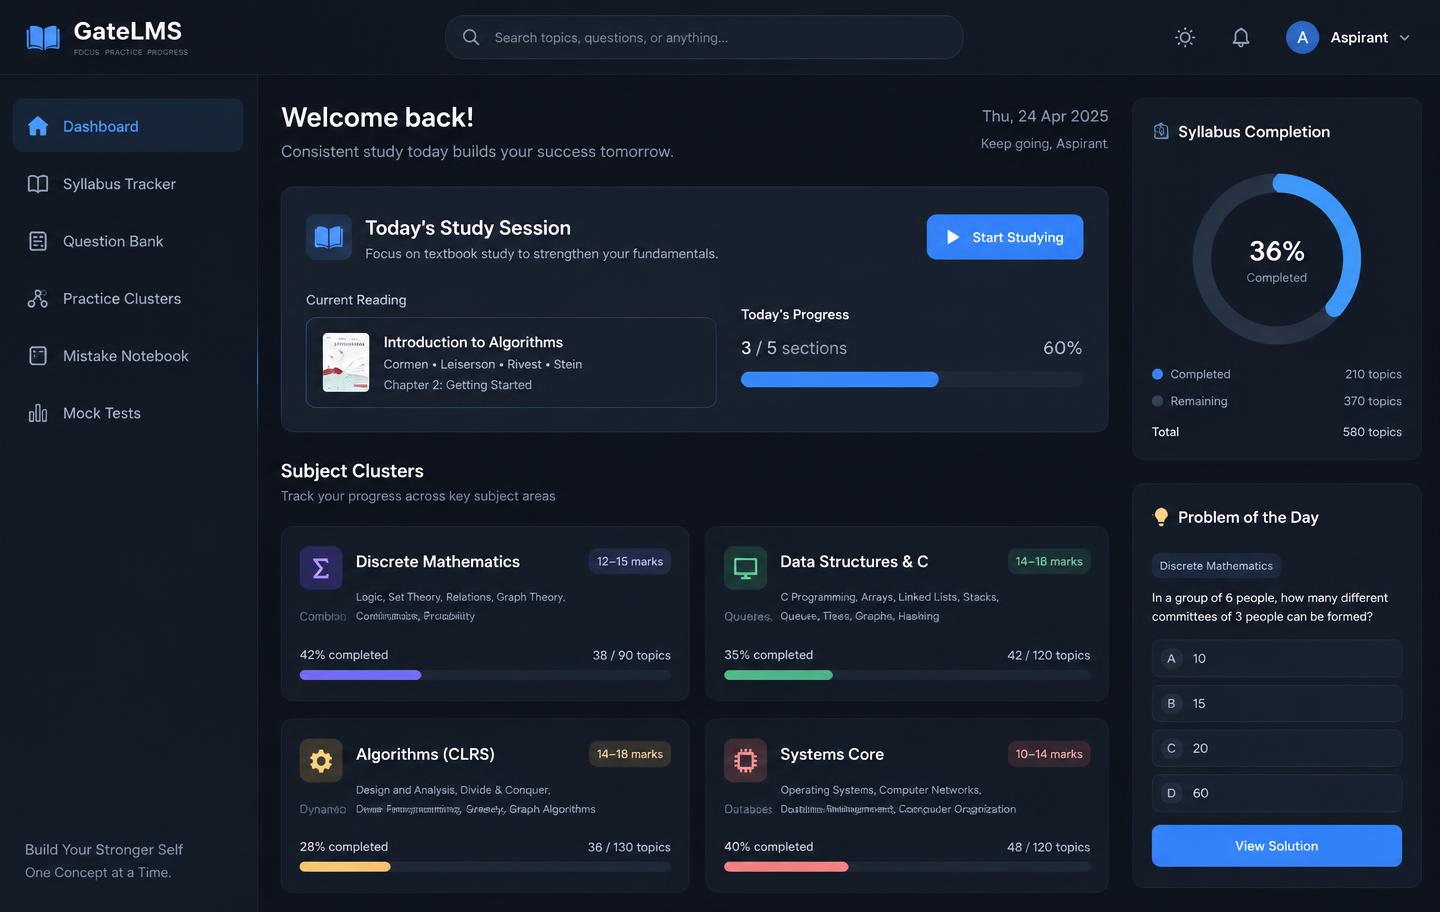 GateLMS
FOCUS PRACTICE PROGRESS
Search topics, questions, or anything...
A
Aspirant
Dashboard
Syllabus Tracker
Question Bank
Practice Clusters
Mistake Notebook
Mock Tests
Build Your Stronger Self
One Concept at a Time.
Welcome back!
Consistent study today builds your success tomorrow.
Thu, 24 Apr 2025
Keep going, Aspirant
Today's Study Session
Focus on textbook study to strengthen your fundamentals.
Start Studying
Current Reading
Introduction to Algorithms
Cormen • Leiserson • Rivest • Stein
Chapter 2: Getting Started
Today's Progress
3 / 5 sections
60%
Subject Clusters
Track your progress across key subject areas
Discrete Mathematics
12–15 marks
Logic, Set Theory, Relations, Graph Theory.
42% completed
38 / 90 topics
Data Structures & C
14–18 marks
C Programming, Arrays, Linked Lists, Stacks,
Trees, Graphs, Hashing
35% completed
42 / 120 topics
Algorithms (CLRS)
14–18 marks
Design and Analysis, Divide & Conquer,
Graph Algorithms
28% completed
36 / 130 topics
Systems Core
10–14 marks
Operating Systems, Computer Networks,
40% completed
48 / 120 topics
Syllabus Completion
36%
Completed
Completed
210 topics
Remaining
370 topics
Total
580 topics
Problem of the Day
Discrete Mathematics
In a group of 6 people, how many different
committees of 3 people can be formed?
A 10
B 15
C 20
D 60
View Solution